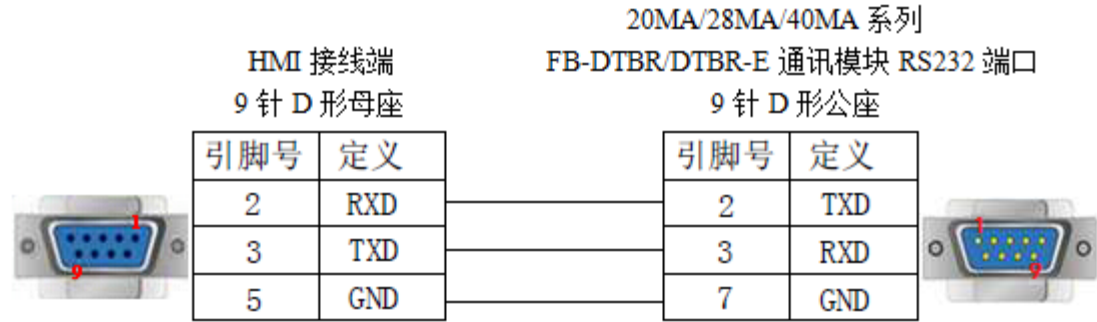 20MA/28MA/40MA 系列
HMI 接线端
FB-DTBR/DTBR-E 通讯模块 RS232 端口
9 针 D 形母座
9 针 D 形公座
引脚号 定义
引脚号 定义
2 RXD
2 TXD
3 TXD
3 RXD
5 GND
7 GND
1
9
1
9